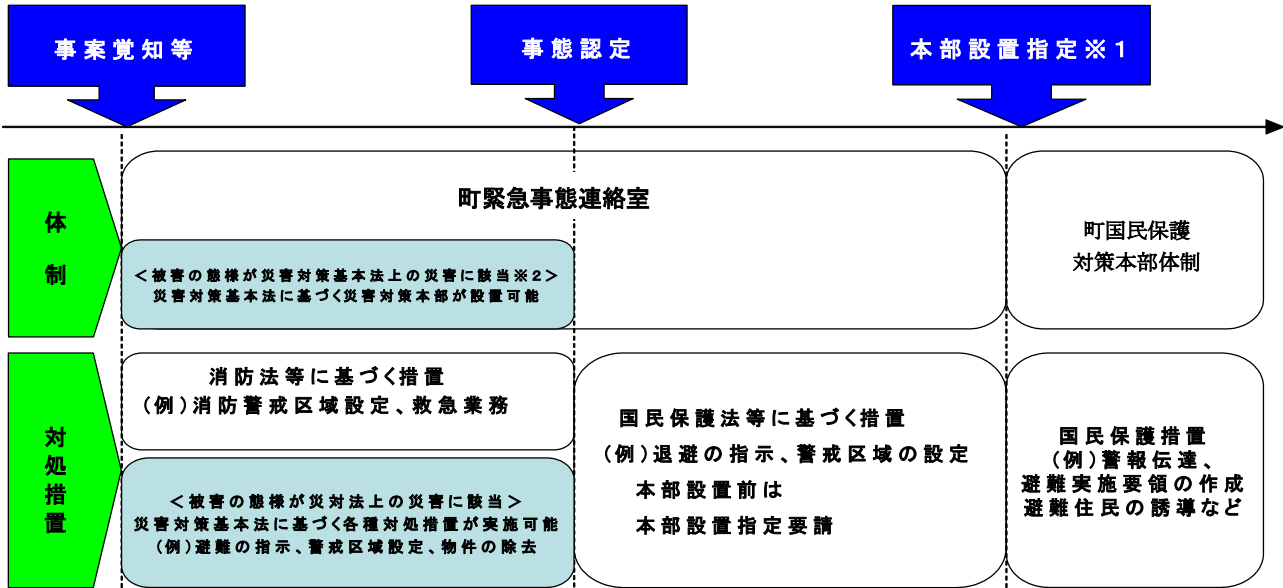 事案覚知等
事態認定
本部設置指定※1
体制
町緊急事態連絡室
＜被害の態様が災害対策基本法上の災害に該当※2＞
災害対策基本法に基づく災害対策本部が設置可能
町国民保護
対策本部体制
対処措置
消防法等に基づく措置
(例)消防警戒区域設定、救急業務
＜被害の態様が災対法上の災害に該当＞
災害対策基本法に基づく各種対処措置が実施可能
(例)避難の指示、警戒区域設定、物件の除去
国民保護法等に基づく措置
(例)退避の指示、警戒区域の設定
本部設置前は
本部設置指定要請
国民保護措置
(例)警報伝達、
避難実施要領の作成
避難住民の誘導など